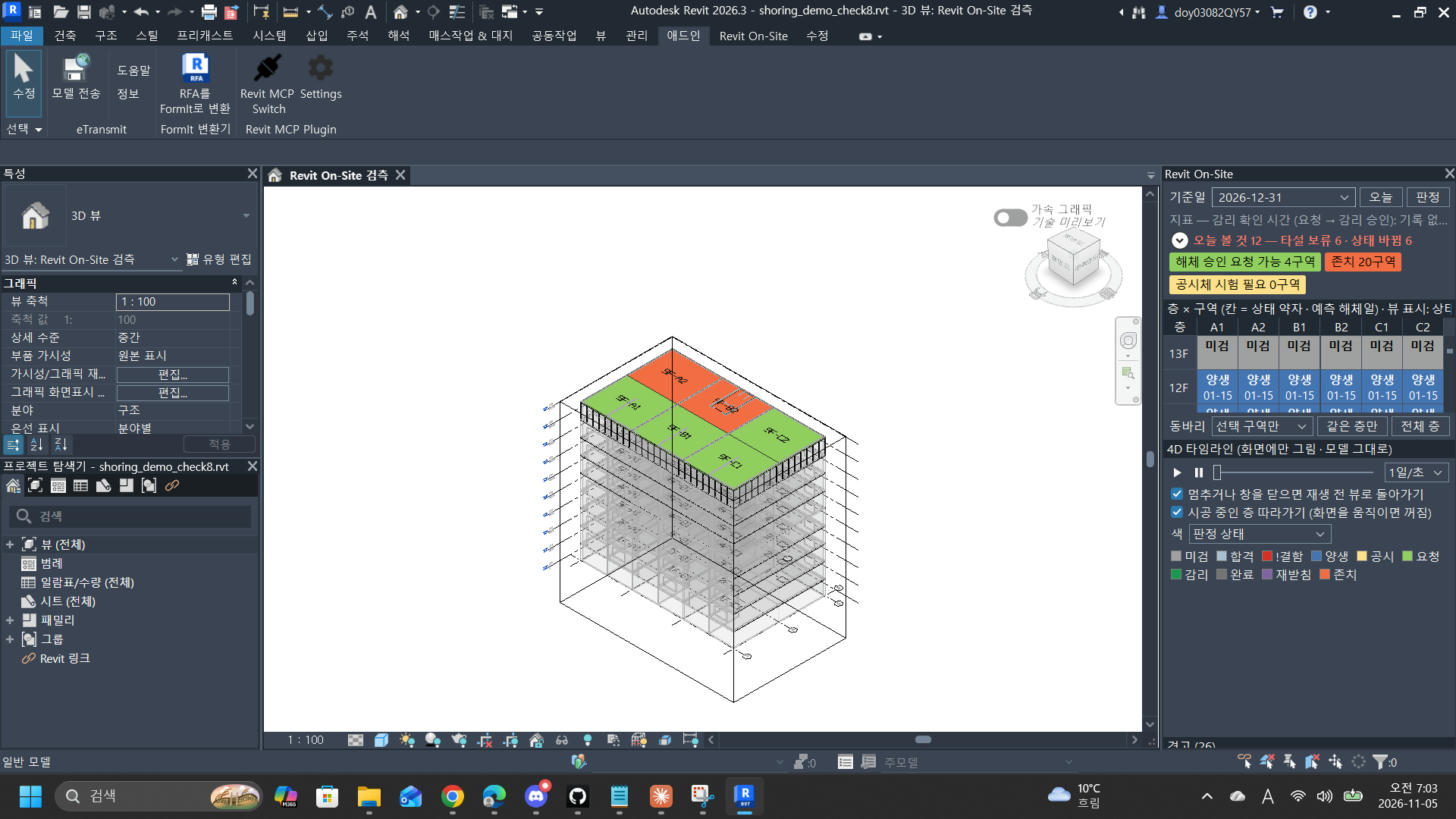 Autodesk Revit 2026.3 - shoring_demo_check8.rvt - 3D 뷰: Revit On-Site 검측
doy03082QY57
파일 건축 구조 스틸 프리캐스트 시스템 삽입 주석 해석 매스작업 & 대지 공동작업 뷰 관리 애드인 Revit On-Site 수정
수정
모델 전송
도움말
정보
RFA를
FormIt로 변환
Revit MCP
Switch
Settings
선택 eTransmit FormIt 변환기 Revit MCP Plugin
특성
3D 뷰
3D 뷰: Revit On-Site 검측 유형 편집
그래픽
뷰 축척 1 : 100
축척 값 1: 100
상세 수준 중간
부품 가시성 원본 표시
가시성/그래픽 재... 편집...
그래픽 화면표시 ... 편집...
분야 구조
은선 표시 분야별
적용
프로젝트 탐색기 - shoring_demo_check8.rvt
검색
뷰 (전체)
범례
일람표/수량 (전체)
시트 (전체)
패밀리
그룹
Revit 링크
Revit On-Site 검측
가속 그래픽
기술 미리보기
9F-A2
9F-A1
9F-B1
9F-C2
9F-C1
1 : 100
Revit On-Site
기준일 2026-12-31 오늘 판정
지표 — 감리 확인 시간 (요청 → 감리 승인): 기록 없...
오늘 볼 것 12 — 타설 보류 6 · 상태 바뀜 6
해체 승인 요청 가능 4구역 존치 20구역
공시체 시험 필요 0구역
층 × 구역 (칸 = 상태 약자 · 예측 해체일) · 뷰 표시: 상태
층 A1 A2 B1 B2 C1 C2
13F 미검 미검 미검 미검 미검 미검
12F 양생 양생 양생 양생 양생 양생
01-15 01-15 01-15 01-15 01-15 01-15
동바리 선택 구역만 같은 층만 전체 층
4D 타임라인 (화면에만 그림 · 모델 그대로)
1일/초
멈추거나 창을 닫으면 재생 전 뷰로 돌아가기
시공 중인 층 따라가기 (화면을 움직이면 꺼짐)
색 판정 상태
미검 합격 !결함 양생 공시 요청
감리 완료 재받침 존치
경고 (26)
일반 모델
:0
주모델
:0
검색
10°C
흐림
A
오전 7:03
2026-11-05